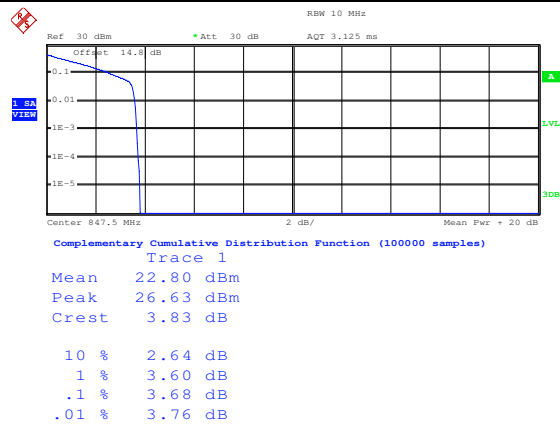 RBW 10 MHz
Ref 30 dBm * Att 30 dB AQT 3.125 ms
Offset 14.8 dB
0.1
A
0.01
1 SA
VIEW
1E-3
LVL
1E-4
1E-5
3DB
Center 847.5 MHz 2 dB/ Mean Pwr + 20 dB
Complementary Cumulative Distribution Function (100000 samples)
Trace 1
Mean 22.80 dBm
Peak 26.63 dBm
Crest 3.83 dB
10 % 2.64 dB
1 % 3.60 dB
.1 % 3.68 dB
.01 % 3.76 dB